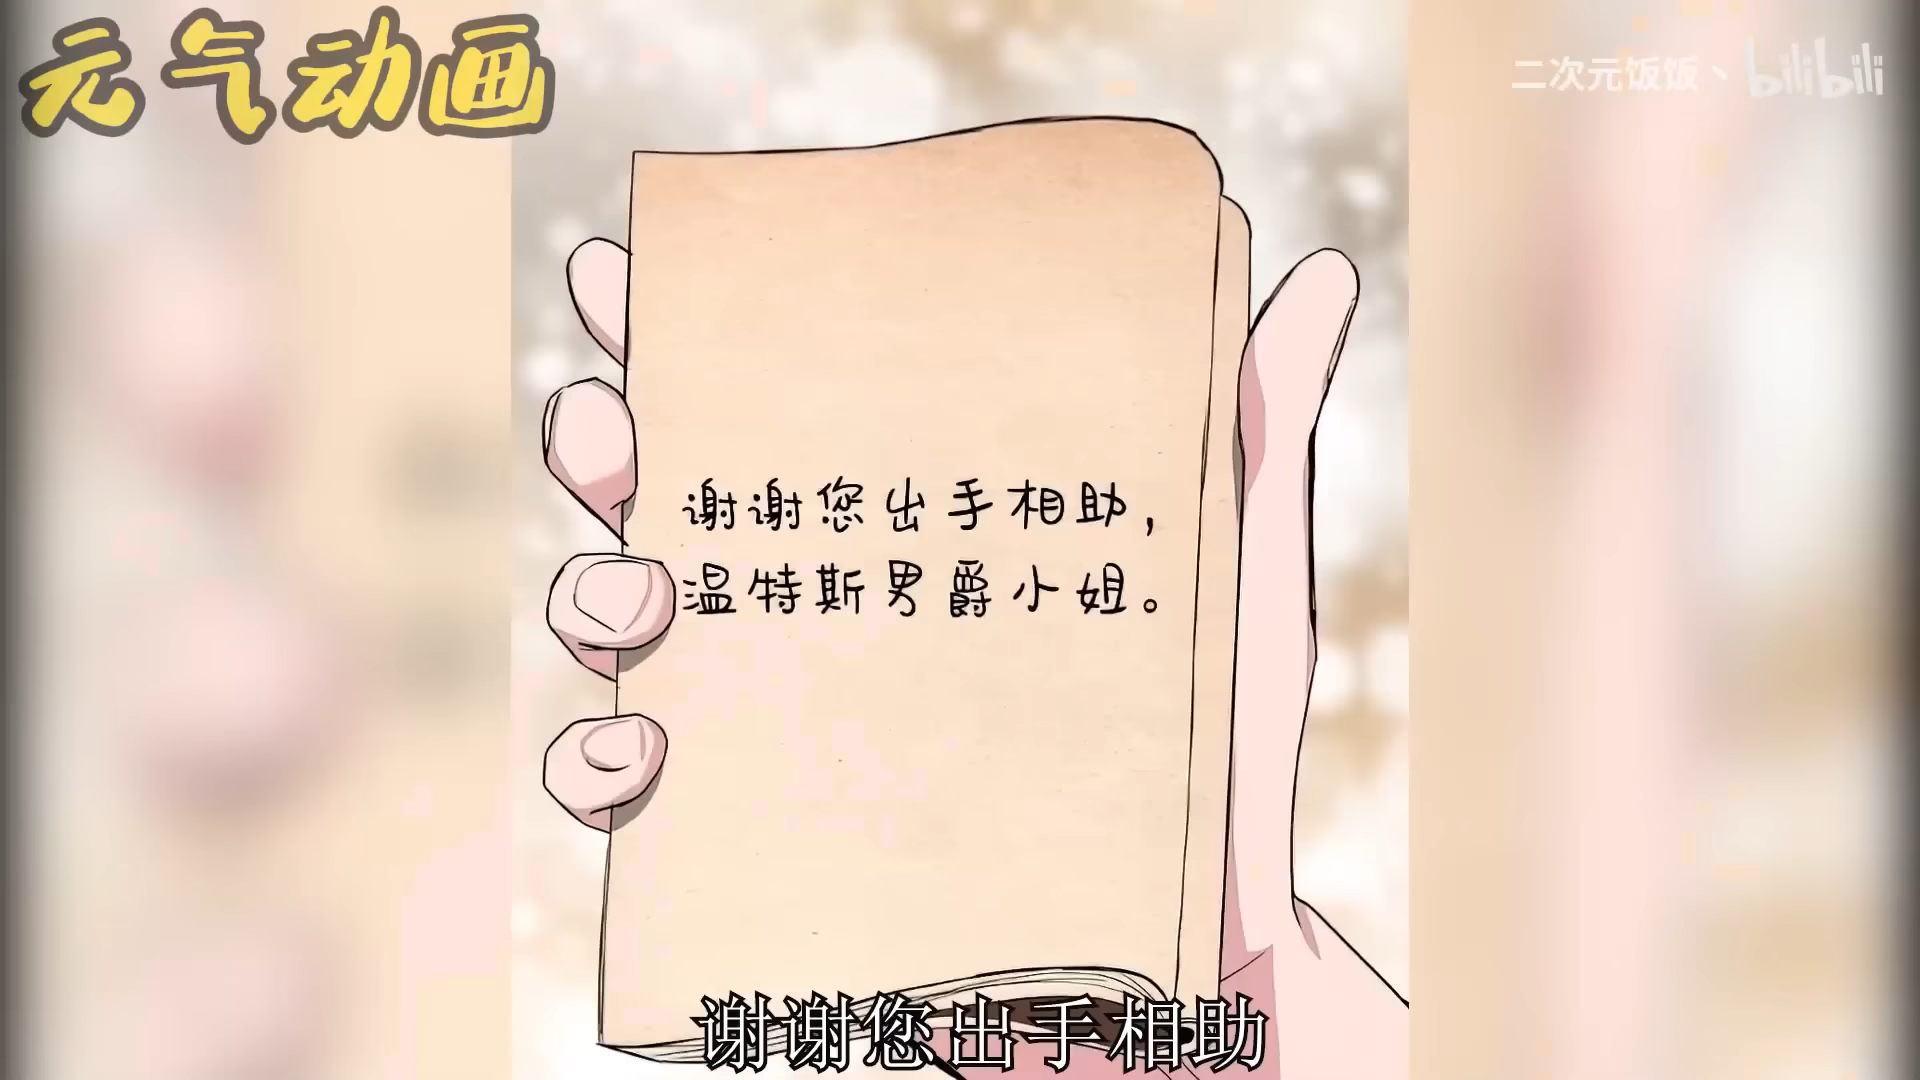 元气动画
二次元饭饭、 bilibili
谢谢您出手相助，
温特斯男爵小姐。
谢谢您出手相助